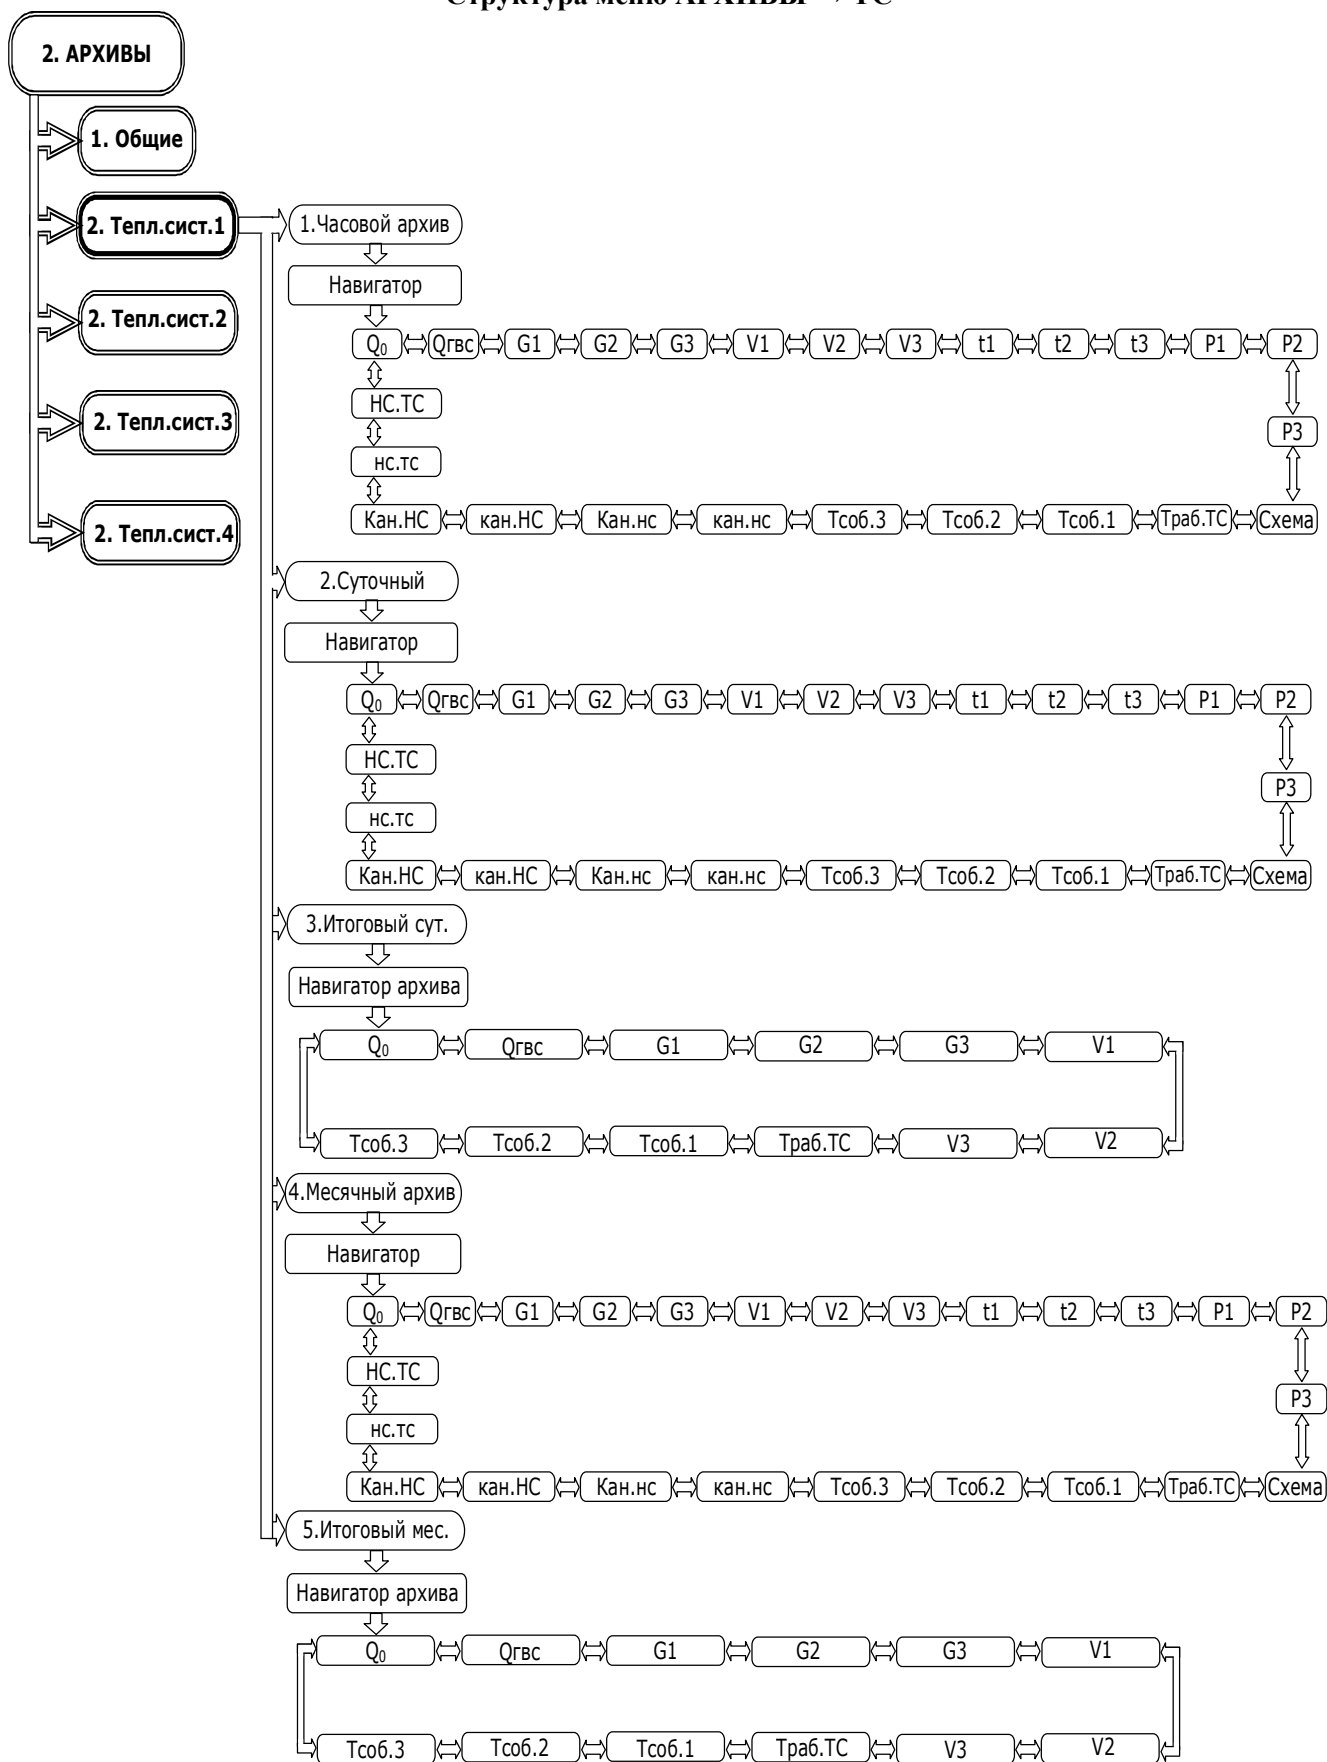 Структура меню АРХИВЫ → ТС
2. АРХИВЫ
1. Общие
2. Тепл.сист.1
2. Тепл.сист.2
2. Тепл.сист.3
2. Тепл.сист.4
1.Часовой архив
Навигатор
Q₀ Qгвс G1 G2 G3 V1 V2 V3 t1 t2 t3 P1 P2
НС.ТС
P3
нс.тс
Кан.НС кан.НС Кан.нс кан.нс Тсоб.3 Тсоб.2 Тсоб.1 Траб.ТС Схема
2.Суточный
Навигатор
Q₀ Qгвс G1 G2 G3 V1 V2 V3 t1 t2 t3 P1 P2
НС.ТС
P3
нс.тс
Кан.НС кан.НС Кан.нс кан.нс Тсоб.3 Тсоб.2 Тсоб.1 Траб.ТС Схема
3.Итоговый сут.
Навигатор архива
Q₀ Qгвс G1 G2 G3 V1
Тсоб.3 Тсоб.2 Тсоб.1 Траб.ТС V3 V2
4.Месячный архив
Навигатор
Q₀ Qгвс G1 G2 G3 V1 V2 V3 t1 t2 t3 P1 P2
НС.ТС
P3
нс.тс
Кан.НС кан.НС Кан.нс кан.нс Тсоб.3 Тсоб.2 Тсоб.1 Траб.ТС Схема
5.Итоговый мес.
Навигатор архива
Q₀ Qгвс G1 G2 G3 V1
Тсоб.3 Тсоб.2 Тсоб.1 Траб.ТС V3 V2